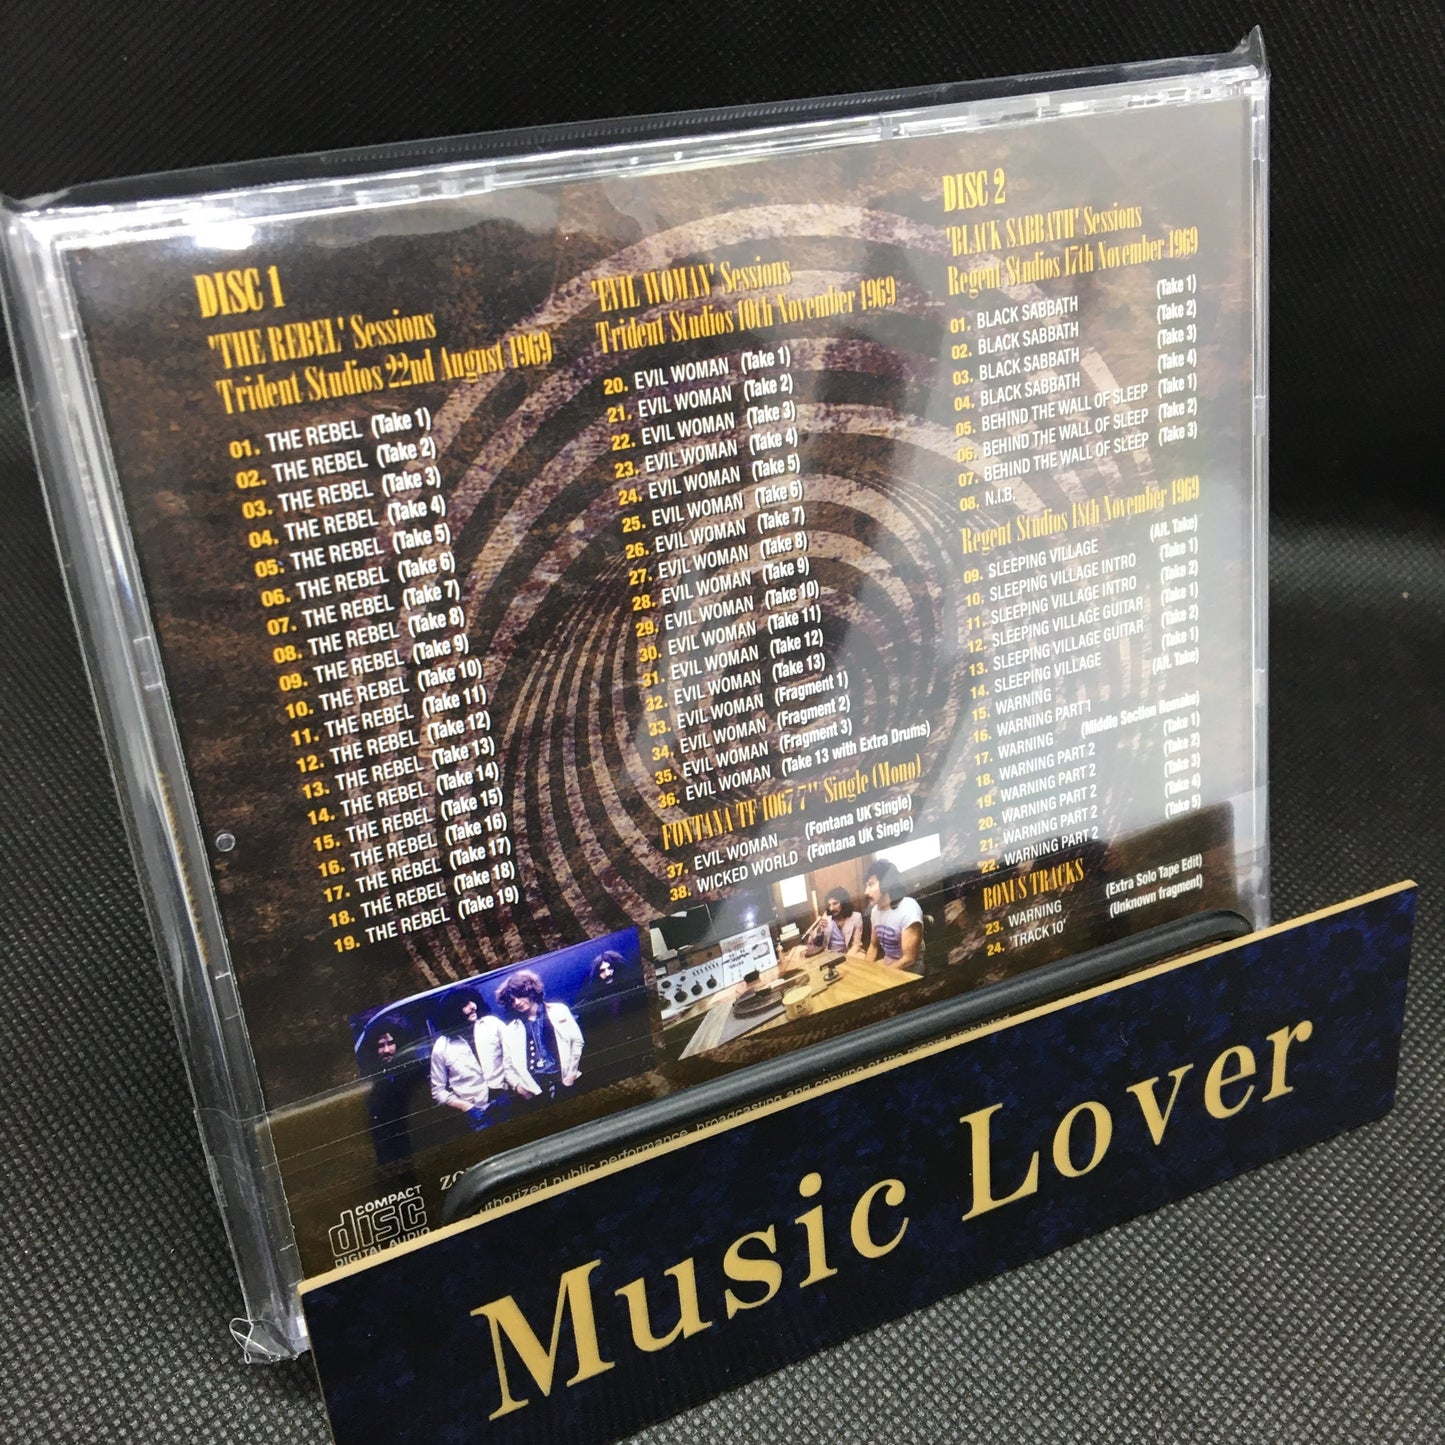 DISC 1
'THE REBEL' Sessions
Trident Studios 22nd August 1969
01. THE REBEL (Take 1)
02. THE REBEL (Take 2)
03. THE REBEL (Take 3)
04. THE REBEL (Take 4)
05. THE REBEL (Take 5)
06. THE REBEL (Take 6)
07. THE REBEL (Take 7)
08. THE REBEL (Take 8)
09. THE REBEL (Take 9)
10. THE REBEL (Take 10)
11. THE REBEL (Take 11)
12. THE REBEL (Take 12)
13. THE REBEL (Take 13)
14. THE REBEL (Take 14)
15. THE REBEL (Take 15)
16. THE REBEL (Take 16)
17. THE REBEL (Take 17)
18. THE REBEL (Take 18)
19. THE REBEL (Take 19)
'EVIL WOMAN' Sessions
Trident Studios 10th November 1969
20. EVIL WOMAN (Take 1)
21. EVIL WOMAN (Take 2)
22. EVIL WOMAN (Take 3)
23. EVIL WOMAN (Take 4)
24. EVIL WOMAN (Take 5)
25. EVIL WOMAN (Take 6)
26. EVIL WOMAN (Take 7)
27. EVIL WOMAN (Take 8)
28. EVIL WOMAN (Take 9)
29. EVIL WOMAN (Take 10)
30. EVIL WOMAN (Take 11)
31. EVIL WOMAN (Take 12)
32. EVIL WOMAN (Take 13)
33. EVIL WOMAN (Fragment 1)
34. EVIL WOMAN (Fragment 2)
35. EVIL WOMAN (Fragment 3)
36. EVIL WOMAN (Take 13 with Extra Drums)
FONTANA TF 1067 7" Single (Mono)
37. EVIL WOMAN (Fontana UK Single)
38. WICKED WORLD (Fontana UK Single)
DISC 2
'BLACK SABBATH' Sessions
Regent Studios 17th November 1969
01. BLACK SABBATH (Take 1)
02. BLACK SABBATH (Take 2)
03. BLACK SABBATH (Take 3)
04. BLACK SABBATH (Take 4)
05. BEHIND THE WALL OF SLEEP (Take 1)
06. BEHIND THE WALL OF SLEEP (Take 2)
07. BEHIND THE WALL OF SLEEP (Take 3)
08. N.I.B.
Regent Studios 18th November 1969
09. SLEEPING VILLAGE (Alt. Take)
10. SLEEPING VILLAGE INTRO (Take 1)
11. SLEEPING VILLAGE INTRO (Take 2)
12. SLEEPING VILLAGE GUITAR (Take 1)
13. SLEEPING VILLAGE GUITAR (Take 2)
14. SLEEPING VILLAGE (Take 1)
15. WARNING (Alt. Take)
16. WARNING PART 1
17. WARNING (Middle Section Remake)
18. WARNING PART 2 (Take 1)
19. WARNING PART 2 (Take 2)
20. WARNING PART 2 (Take 3)
21. WARNING PART 2 (Take 4)
22. WARNING PART 2 (Take 5)
BONUS TRACKS
23. WARNING (Extra Solo Tape Edit)
24. 'TRACK 10' (Unknown fragment)
COMPACT
disc
DIGITAL AUDIO
public performance, broadcasting and copying of the record prohibited
Music Lover